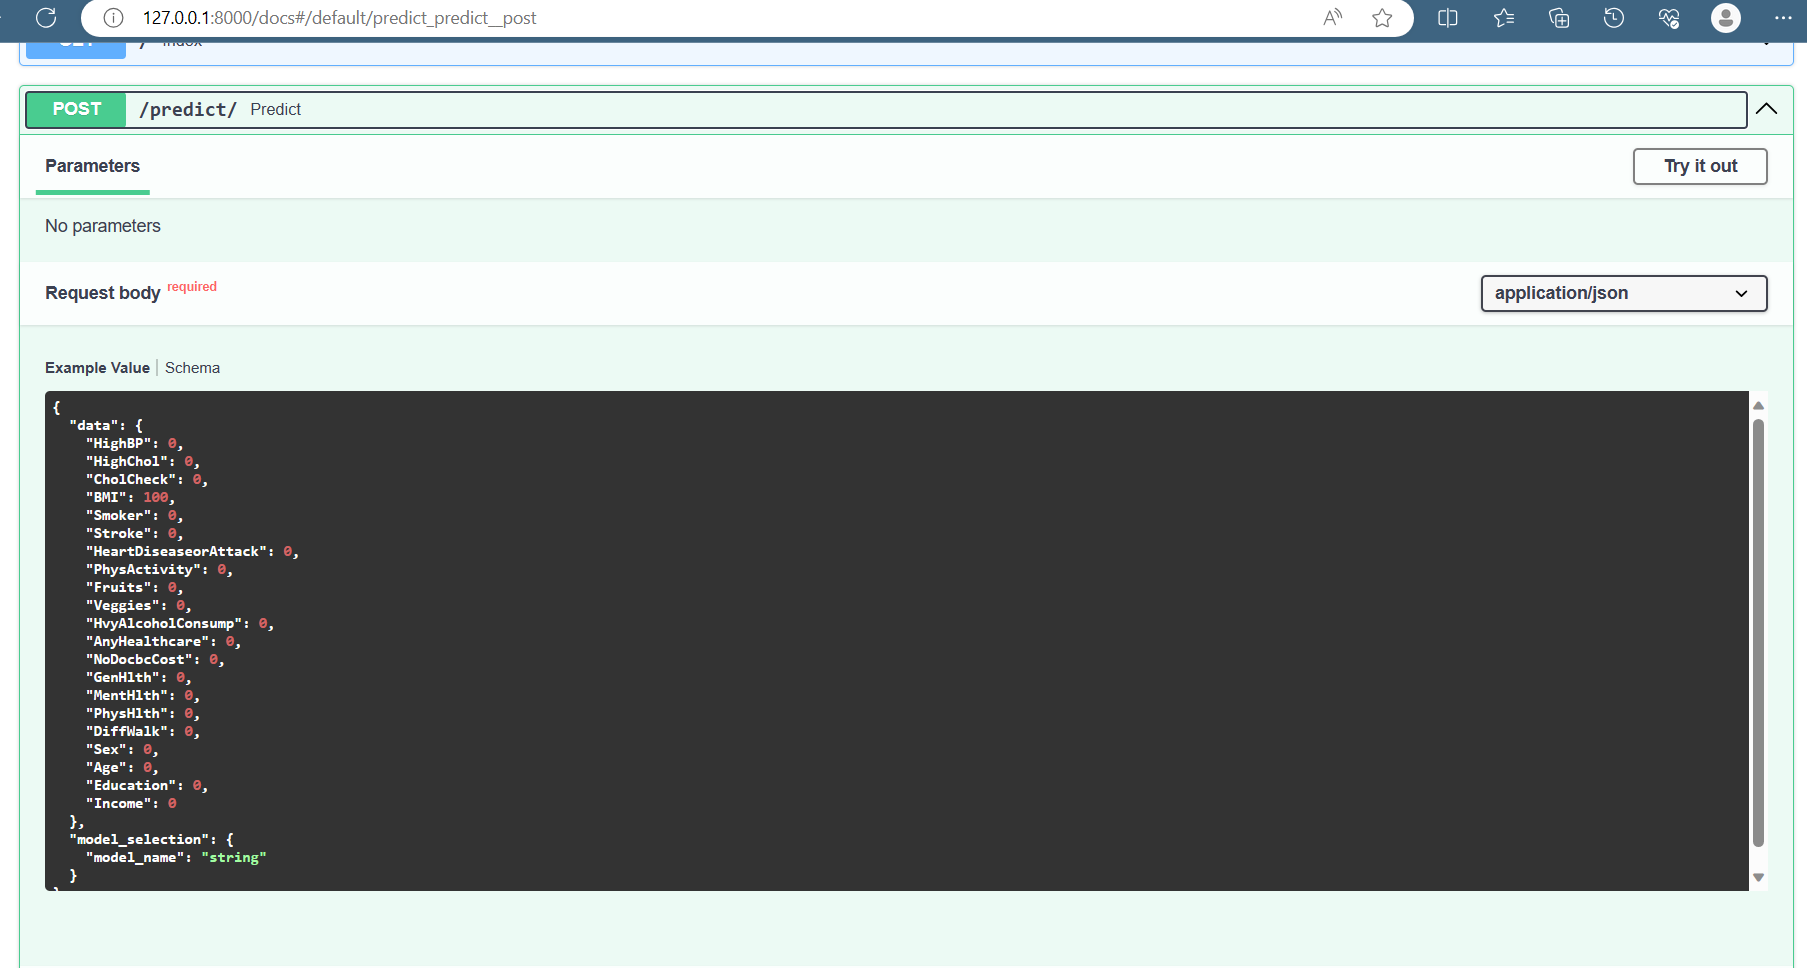 127.0.0.1:8000/docs#/default/predict_predict__post
GET / Index
POST /predict/ Predict
Parameters
Try it out
No parameters
Request body required
application/json
Example Value | Schema
{
"data": {
"HighBP": 0,
"HighChol": 0,
"CholCheck": 0,
"BMI": 100,
"Smoker": 0,
"Stroke": 0,
"HeartDiseaseorAttack": 0,
"PhysActivity": 0,
"Fruits": 0,
"Veggies": 0,
"HvyAlcoholConsump": 0,
"AnyHealthcare": 0,
"NoDocbcCost": 0,
"GenHlth": 0,
"MentHlth": 0,
"PhysHlth": 0,
"DiffWalk": 0,
"Sex": 0,
"Age": 0,
"Education": 0,
"Income": 0
},
"model_selection": {
"model_name": "string"
}
}